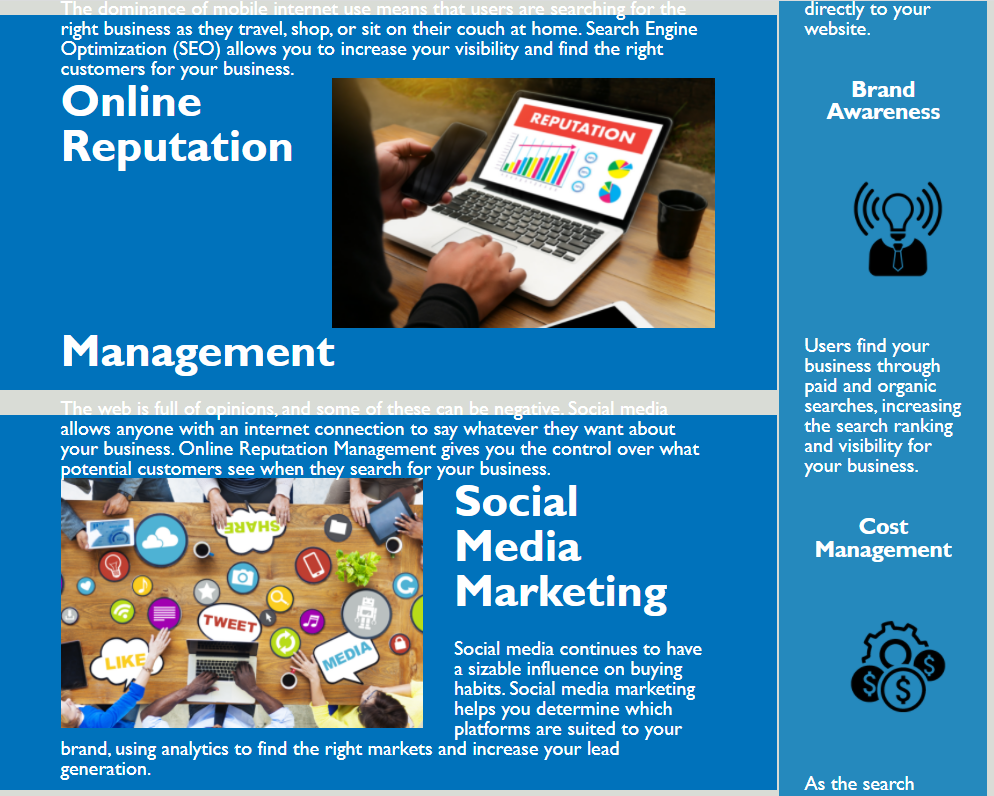 The dominance of mobile internet use means that users are searching for the
right business as they travel, shop, or sit on their couch at home. Search Engine
Optimization (SEO) allows you to increase your visibility and find the right
customers for your business.
Online
Reputation
REPUTATION
Management
The web is full of opinions, and some of these can be negative. Social media
allows anyone with an internet connection to say whatever they want about
your business. Online Reputation Management gives you the control over what
potential customers see when they search for your business.
SHARE
TWEET
LIKE
MEDIA
Social
Media
Marketing
Social media continues to have
a sizable influence on buying
habits. Social media marketing
helps you determine which
platforms are suited to your
brand, using analytics to find the right markets and increase your lead
generation.
directly to your
website.
Brand
Awareness
Users find your
business through
paid and organic
searches, increasing
the search ranking
and visibility for
your business.
Cost
Management
$
$
$
As the search